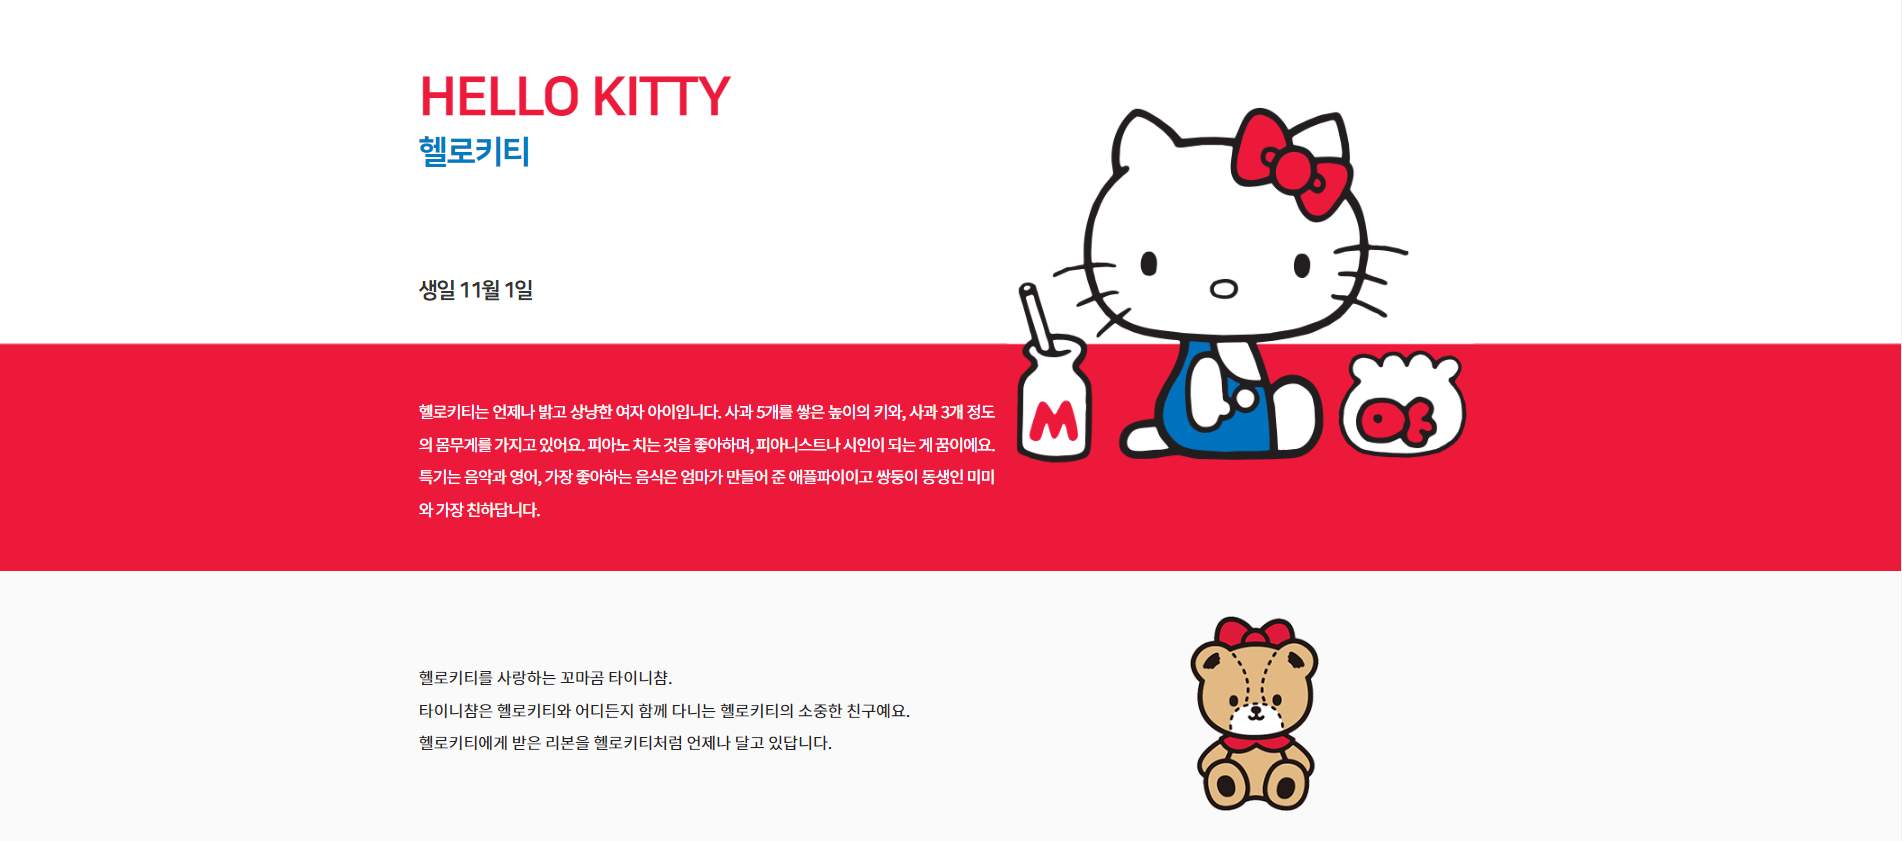 HELLO KITTY
헬로키티
생일 11월 1일
헬로키티는 언제나 밝고 상냥한 여자 아이입니다. 사과 5개를 쌓은 높이의 키와, 사과 3개 정도
의 몸무게를 가지고 있어요. 피아노 치는 것을 좋아하며, 피아니스트나 시인이 되는 게 꿈이에요.
특기는 음악과 영어, 가장 좋아하는 음식은 엄마가 만들어 준 애플파이이고 쌍둥이 동생인 미미
와 가장 친하답니다.
M
헬로키티를 사랑하는 꼬마곰 타이니챰.
타이니챰은 헬로키티와 어디든지 함께 다니는 헬로키티의 소중한 친구예요.
헬로키티에게 받은 리본을 헬로키티처럼 언제나 달고 있답니다.